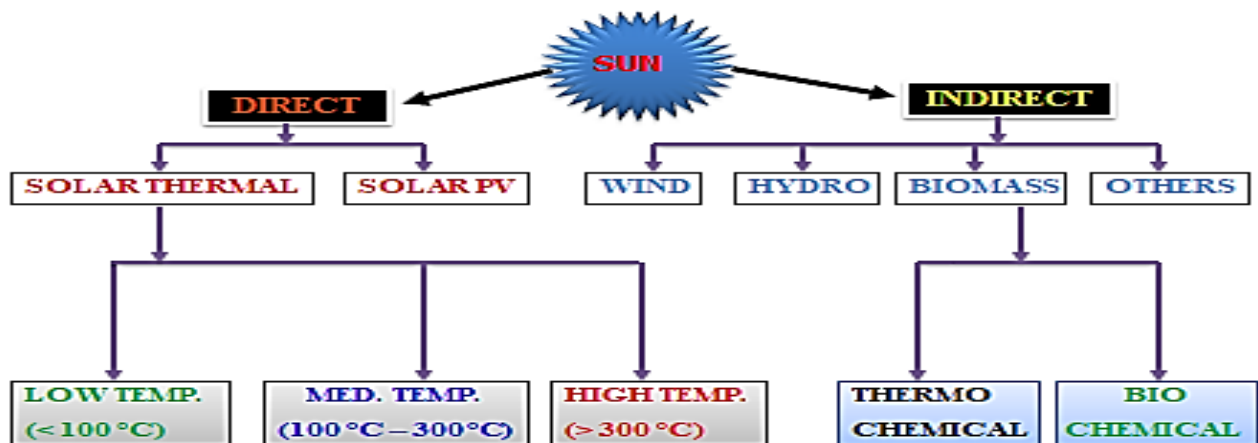 SUN
DIRECT
INDIRECT
SOLAR THERMAL
SOLAR PV
WIND
HYDRO
BIOMASS
OTHERS
LOW TEMP.
(< 100 °C)
MED. TEMP.
(100 °C – 300 °C)
HIGH TEMP.
(> 300 °C)
THERMO
CHEMICAL
BIO
CHEMICAL